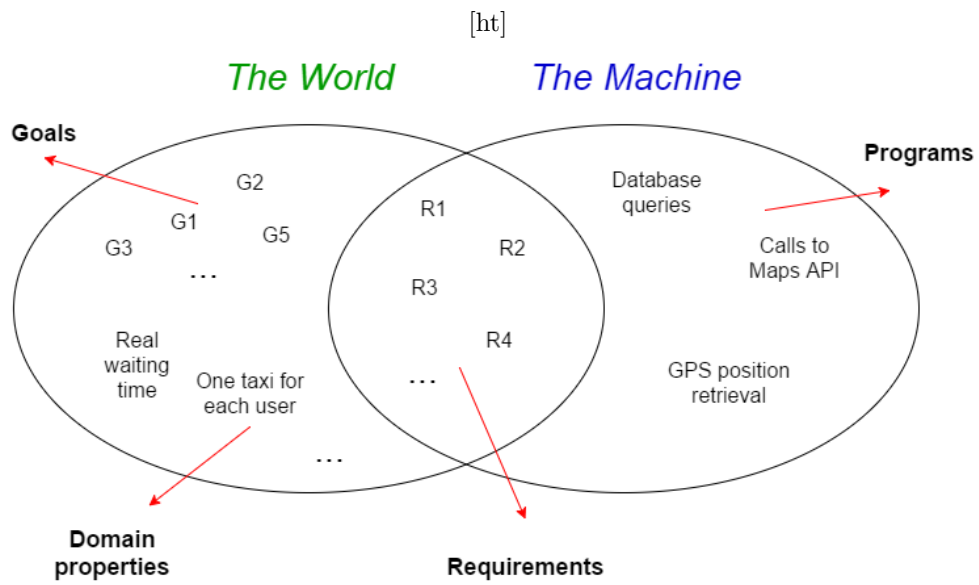 [ht]
The World
The Machine
Goals
Programs
G2
G1
G5
G3
...
R1
R2
R3
R4
...
Database
queries
Calls to
Maps API
GPS position
retrieval
Real
waiting
time
One taxi for
each user
...
Domain
properties
Requirements